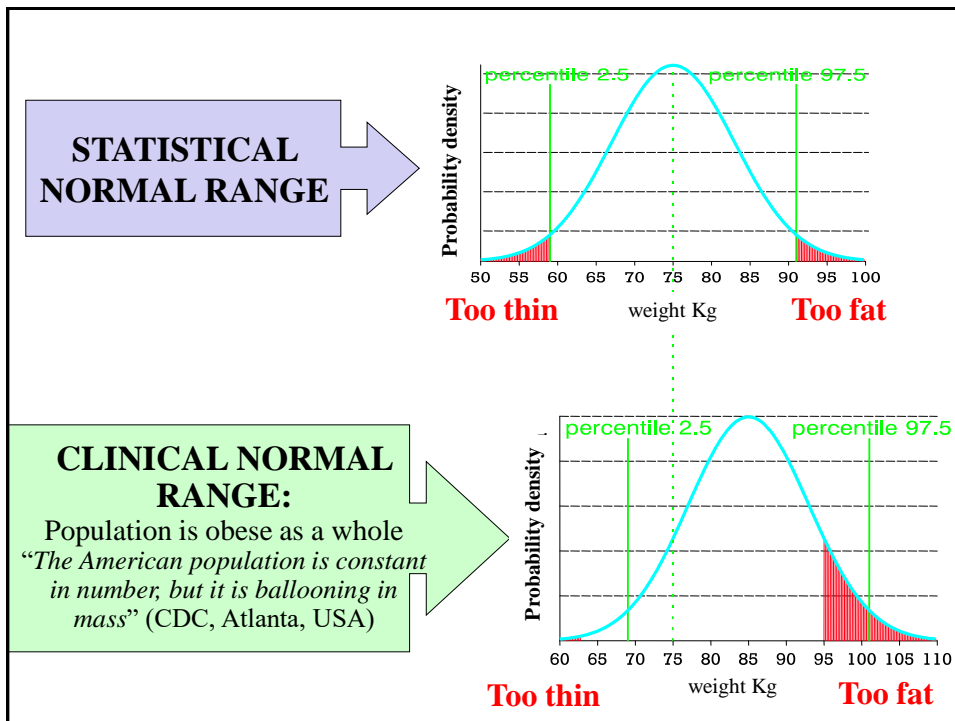 STATISTICAL
NORMAL RANGE
Probability density
percentile 2.5
percentile 97.5
50 55 60 65 70 75 80 85 90 95 100
Too thin
weight Kg
Too fat
CLINICAL NORMAL
RANGE:
Population is obese as a whole
“The American population is constant
in number, but it is ballooning in
mass” (CDC, Atlanta, USA)
Probability density
percentile 2.5
percentile 97.5
60 65 70 75 80 85 90 95 100 105 110
Too thin
weight Kg
Too fat